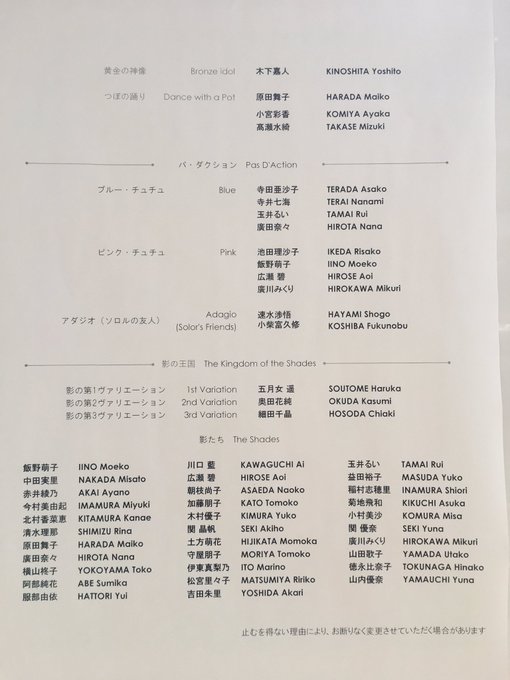 黄金の神像 Bronze idol 木下嘉人 KINOSHITA Yoshito
つぼの踊り Dance with a Pot 原田舞子 HARADA Maiko
小宮彩香 KOMIYA Ayaka
髙瀨水綺 TAKASE Mizuki
パ・ダクション Pas D'Action
ブルー・チュチュ Blue 寺田亜沙子 TERADA Asako
寺井七海 TERAI Nanami
玉井るい TAMAI Rui
廣田奈々 HIROTA Nana
ピンク・チュチュ Pink 池田理沙子 IKEDA Risako
飯野萌子 IINO Moeko
広瀬 碧 HIROSE Aoi
廣川みくり HIROKAWA Mikuri
アダジオ（ソロルの友人） Adagio 速水渉悟 HAYAMI Shogo
(Solor's Friends) 小柴富久修 KOSHIBA Fukunobu
影の王国 The Kingdom of the Shades
影の第1ヴァリエーション 1st Variation 五月女 遥 SOUTOME Haruka
影の第2ヴァリエーション 2nd Variation 奥田花純 OKUDA Kasumi
影の第3ヴァリエーション 3rd Variation 細田千晶 HOSODA Chiaki
影たち The Shades
飯野萌子 IINO Moeko
中田実里 NAKADA Misato
赤井綾乃 AKAI Ayano
今村美由起 IMAMURA Miyuki
北村香菜恵 KITAMURA Kanae
清水理那 SHIMIZU Rina
原田舞子 HARADA Maiko
廣田奈々 HIROTA Nana
横山柊子 YOKOYAMA Toko
阿部純花 ABE Sumika
服部由依 HATTORI Yui
川口 藍 KAWAGUCHI Ai
広瀬 碧 HIROSE Aoi
朝枝尚子 ASAEDA Naoko
加藤朋子 KATO Tomoko
木村優子 KIMURA Yuko
関 晶帆 SEKI Akiho
土方萌花 HIJIKATA Momoka
守屋朋子 MORIYA Tomoko
伊東真梨乃 ITO Marino
松宮里々子 MATSUMIYA Ririko
吉田朱里 YOSHIDA Akari
玉井るい TAMAI Rui
益田裕子 MASUDA Yuko
稲村志穂里 INAMURA Shiori
菊地飛和 KIKUCHI Asuka
小村美沙 KOMURA Misa
関 優奈 SEKI Yuna
廣川みくり HIROKAWA Mikuri
山田歌子 YAMADA Utako
徳永比奈子 TOKUNAGA Hinako
山内優奈 YAMAUCHI Yuna
止むを得ない理由により、お断りなく変更させていただく場合があります